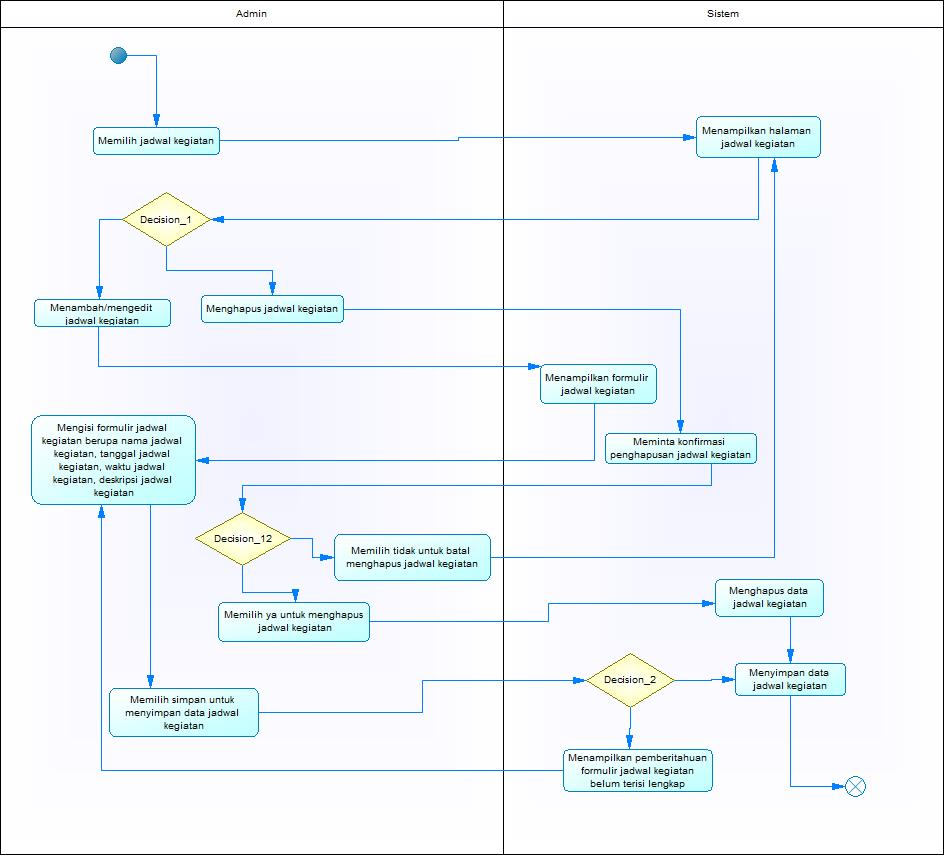 Admin
Sistem
Memilih jadwal kegiatan
Menampilkan halaman
jadwal kegiatan
Decision_1
Menambah/mengedit
jadwal kegiatan
Menghapus jadwal kegiatan
Menampilkan formulir
jadwal kegiatan
Mengisi formulir jadwal
kegiatan berupa nama jadwal
kegiatan, tanggal jadwal
kegiatan, waktu jadwal
kegiatan, deskripsi jadwal
kegiatan
Meminta konfirmasi
penghapusan jadwal kegiatan
Decision_12
Memilih tidak untuk batal
menghapus jadwal kegiatan
Memilih ya untuk menghapus
jadwal kegiatan
Menghapus data
jadwal kegiatan
Decision_2
Menyimpan data
jadwal kegiatan
Memilih simpan untuk
menyimpan data jadwal
kegiatan
Menampilkan pemberitahuan
formulir jadwal kegiatan
belum terisi lengkap